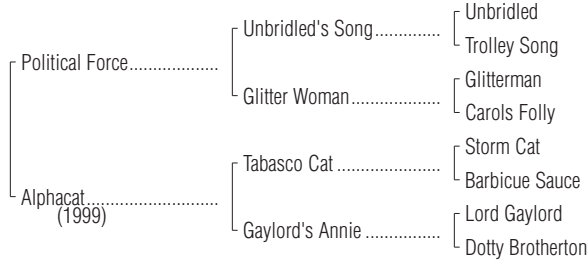 Unbridled
Unbridled's Song..............
Trolley Song
Political Force...................
Glitterman
Glitter Woman...................
Carols Folly
Storm Cat
Tabasco Cat ......................
Barbicue Sauce
Alphacat............................
(1999)
Lord Gaylord
Gaylord's Annie ................
Dotty Brotherton